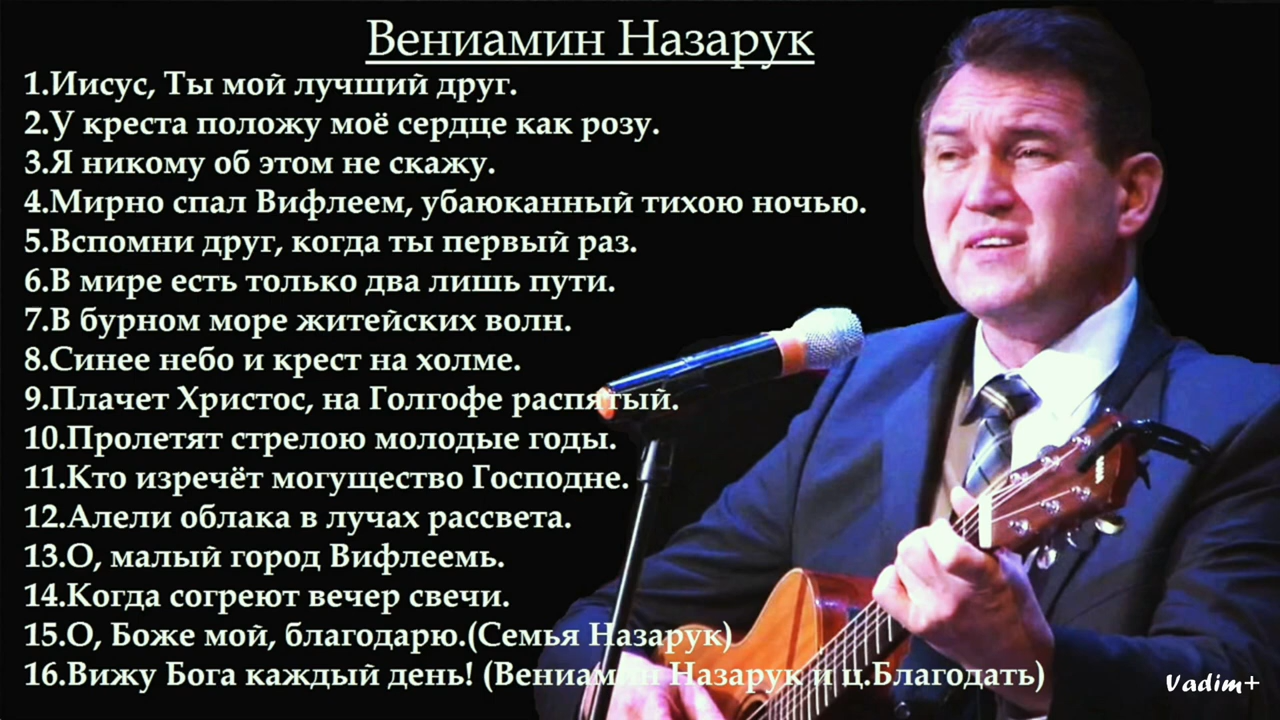 Вениамин Назарук
1.Иисус, Ты мой лучший друг.
2.У креста положу моё сердце как розу.
3.Я никому об этом не скажу.
4.Мирно спал Вифлеем, убаюканный тихою ночью.
5.Вспомни друг, когда ты первый раз.
6.В мире есть только два лишь пути.
7.В бурном море житейских волн.
8.Синее небо и крест на холме.
9.Плачет Христос, на Голгофе распятый.
10.Пролетят стрелою молодые годы.
11.Кто изречёт могущество Господне.
12.Алели облака в лучах рассвета.
13.О, малый город Вифлеемь.
14.Когда согреют вечер свечи.
15.О, Боже мой, благодарю.(Семья Назарук)
16.Вижу Бога каждый день! (Вениамин Назарук и ц.Благодать)
Vadim+